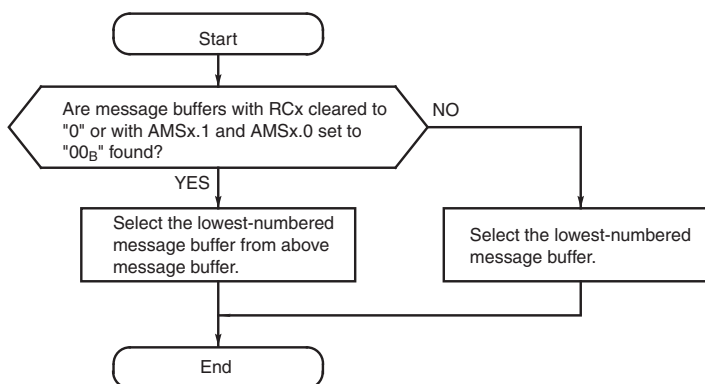 Start
Are message buffers with RCx cleared to
"0" or with AMSx.1 and AMSx.0 set to
"00B" found?
NO
YES
Select the lowest-numbered
message buffer from above
message buffer.
Select the lowest-numbered
message buffer.
End